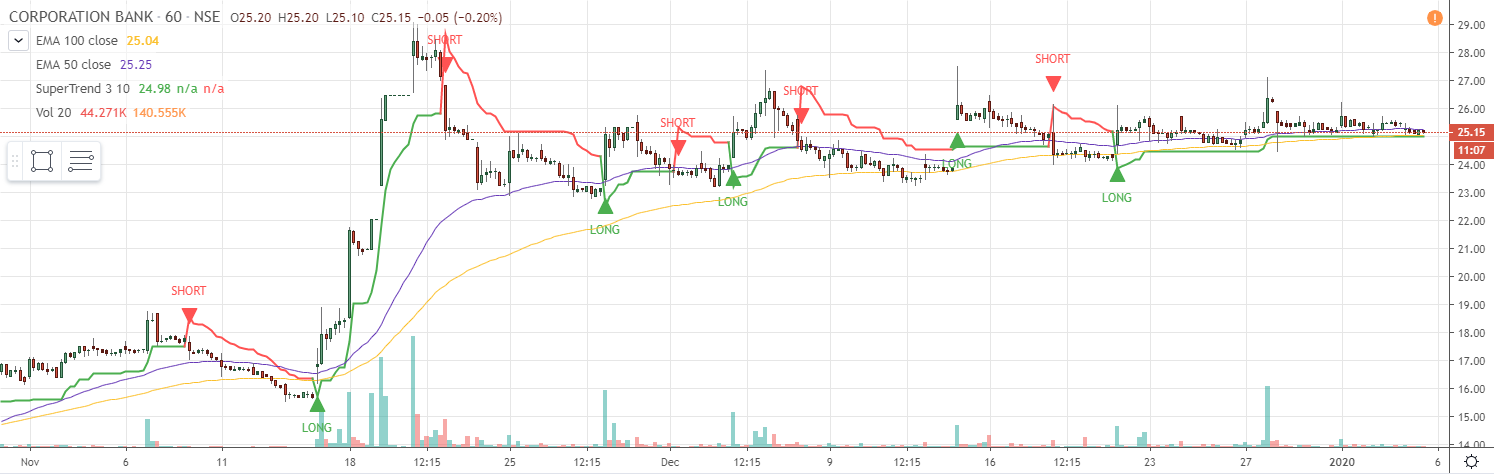 CORPORATION BANK · 60 · NSE O25.20 H25.20 L25.10 C25.15 −0.05 (−0.20%)
EMA 100 close 25.04
EMA 50 close 25.25
SuperTrend 3 10 24.98 n/a n/a
Vol 20 44.271K 140.555K
SHORT
SHORT
SHORT
SHORT
SHORT
LONG
LONG
LONG
LONG
LONG
29.00
28.00
27.00
26.00
25.15
11:07
24.00
23.00
22.00
21.00
20.00
19.00
18.00
17.00
16.00
15.00
14.00
Nov 6 11 18 12:15 25 12:15 Dec 12:15 9 12:15 16 12:15 23 27 2020 6